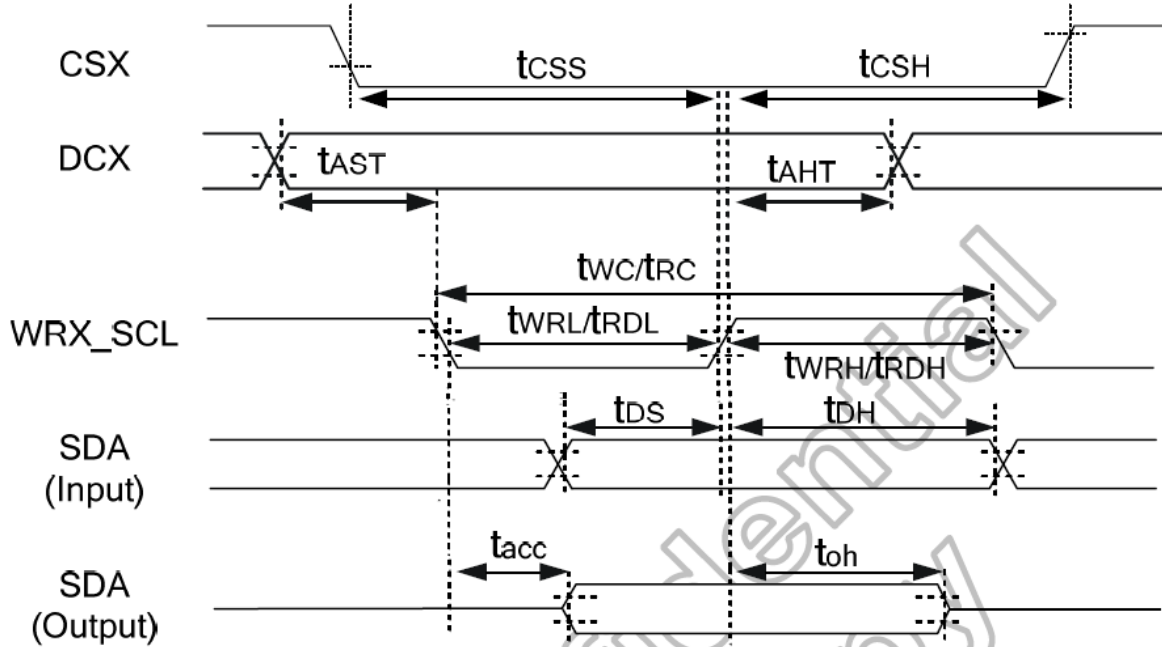 CSX
tCSS
tCSH
DCX
tAST
tAHT
tWC/tRC
WRX_SCL
tWRL/tRDL
tWRH/tRDH
tDS
tDH
SDA
(Input)
tacc
toh
SDA
(Output)